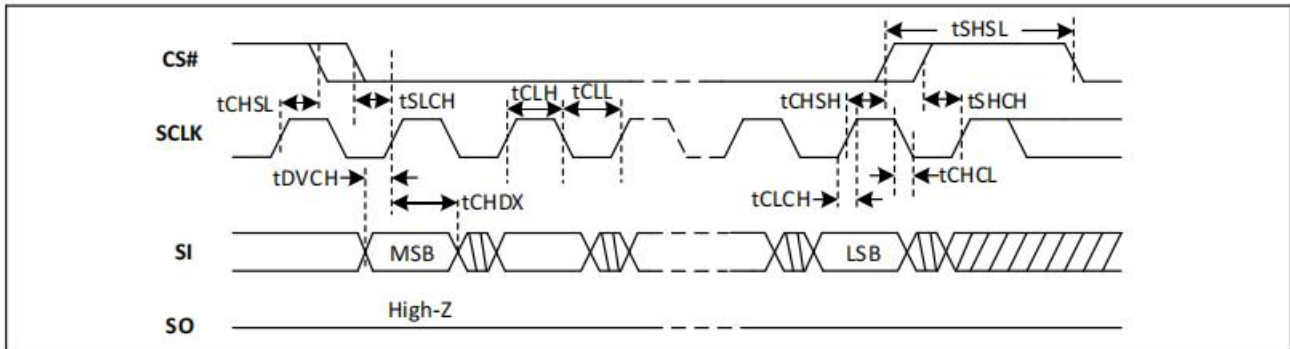 CS#
tSHSL
tCHSL
tSLCH
tCLH
tCLL
tCHSH
tSHCH
SCLK
tDVCH
tCHDX
tCLCH
tCHCL
SI
MSB
LSB
High-Z
SO